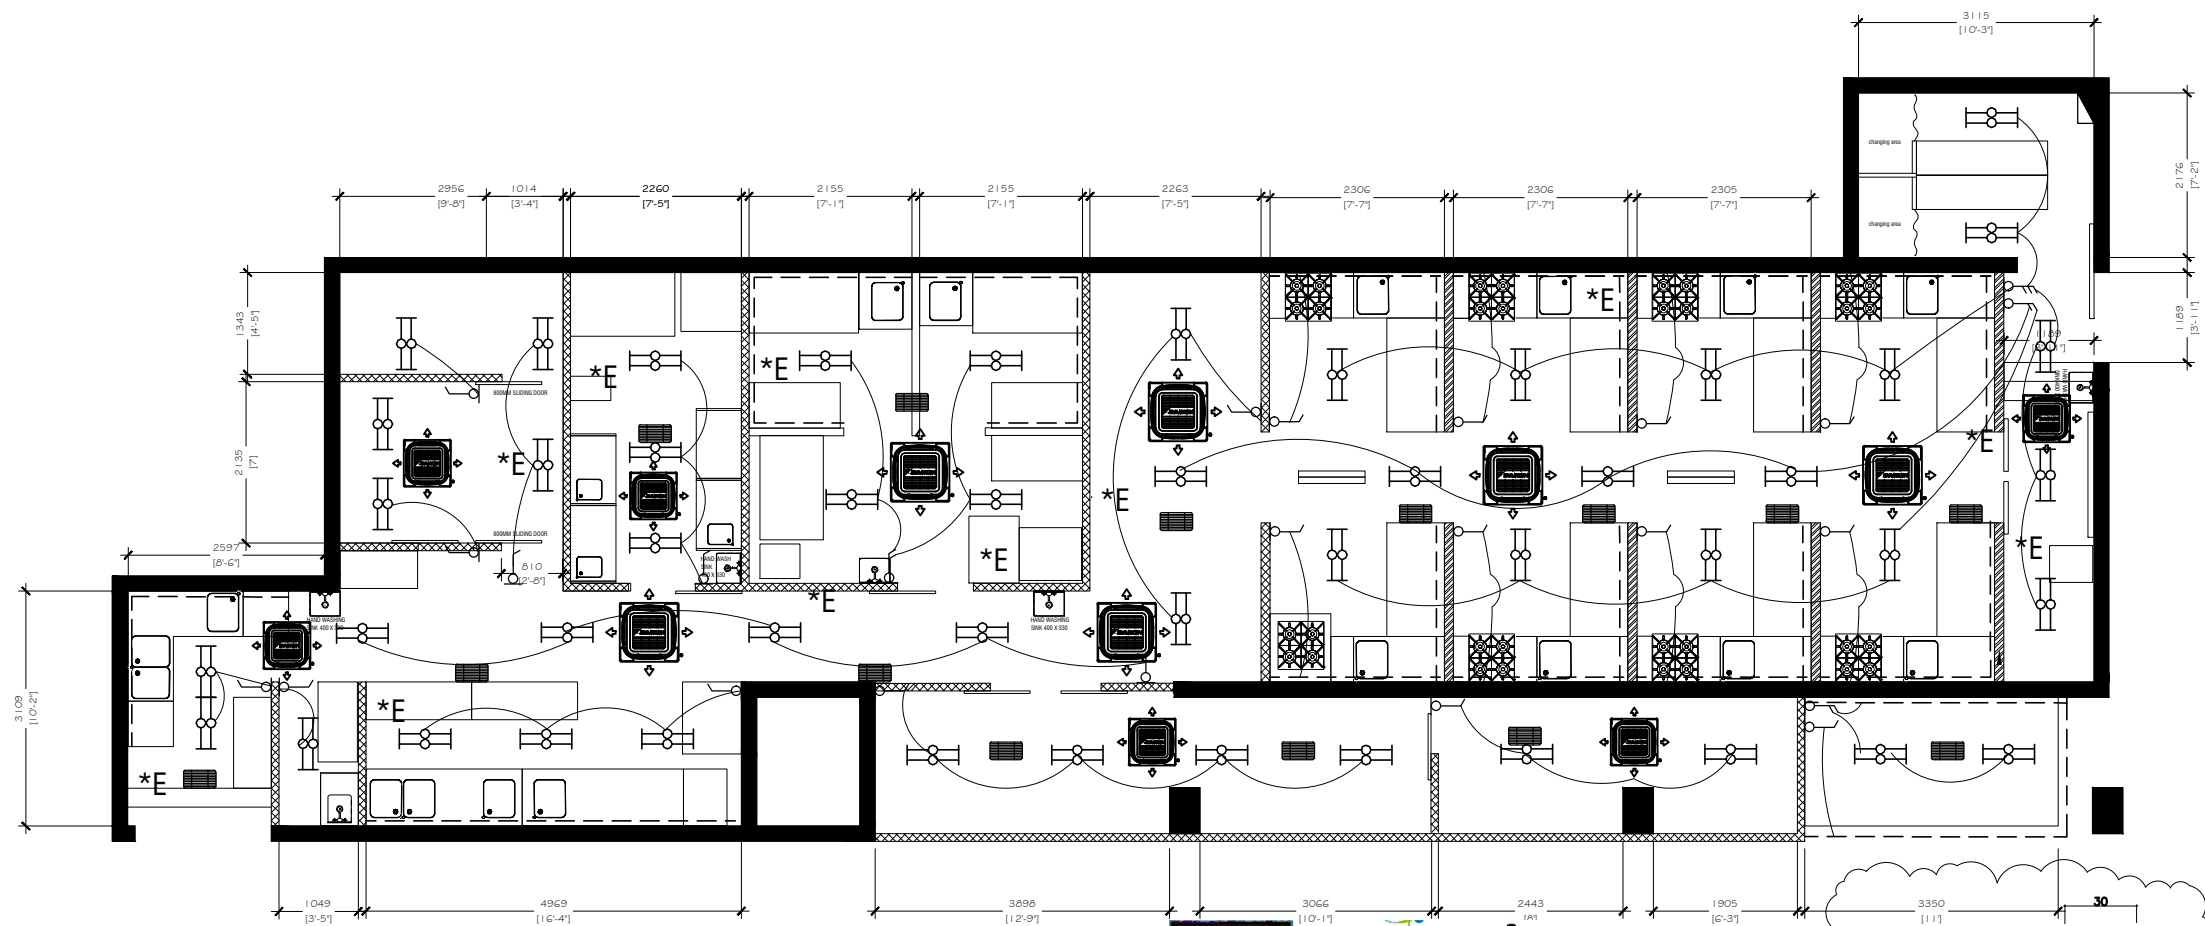 3115
[10'-3"]
2176
[7'-2"]
changing area
changing area
2956
[9'-8"]
1014
[3'-4"]
2260
[7'-5"]
2155
[7'-1"]
2155
[7'-1"]
2263
[7'-5"]
2306
[7'-7"]
2306
[7'-7"]
2305
[7'-7"]
1189
[3'-11"]
1189
1343
[4'-5"]
*E
*E
*E
800MM SLIDING DOOR
2135
[7']
*E
*E
*E
800MM SLIDING DOOR
*E
*E
*E
2597
[8'-6"]
810
[2'-8"]
HAND WASH
SINK
*E
HAND WASHING
HAND WASHING
SINK 400 X 330
3109
[10'-2"]
*E
*E
1049
[3'-5"]
4969
[16'-4"]
3898
[12'-9"]
3066
[10'-1"]
2443
[8']
1905
[6'-3"]
3350
[11']
30